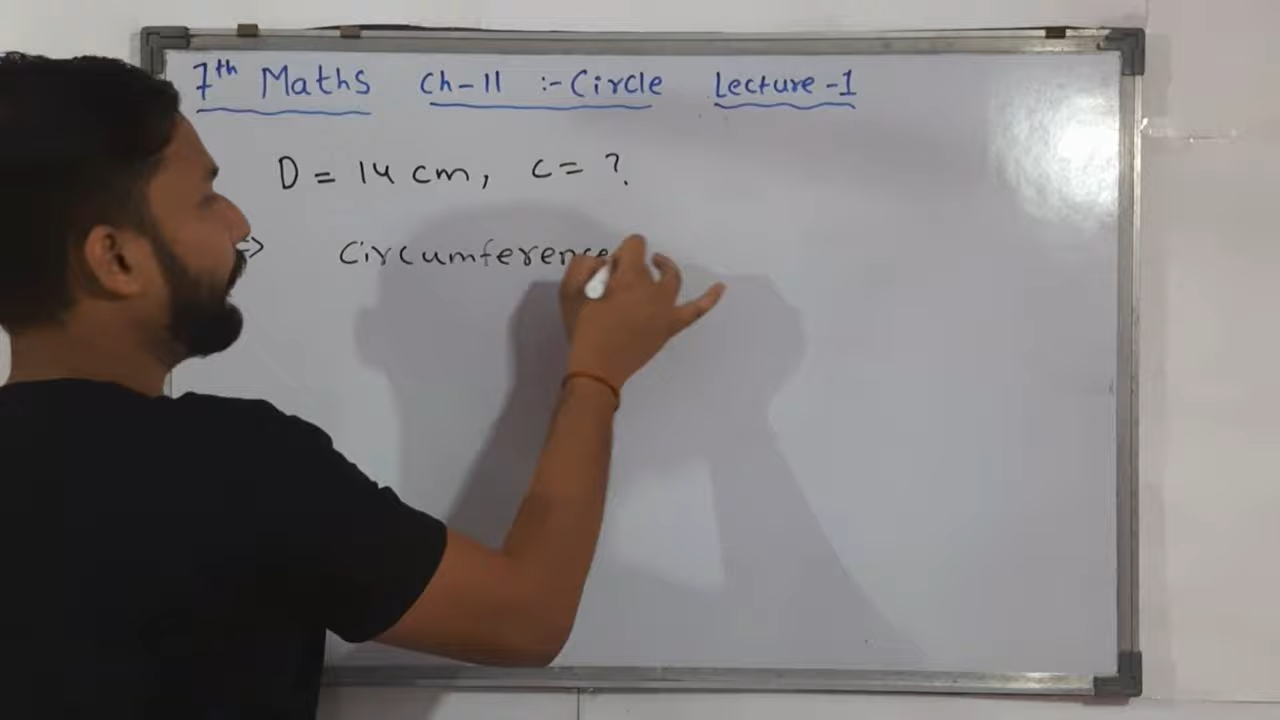 7th Maths Ch-11 :- Circle Lecture-1
D = 14 cm, C = ?
=> Circumference